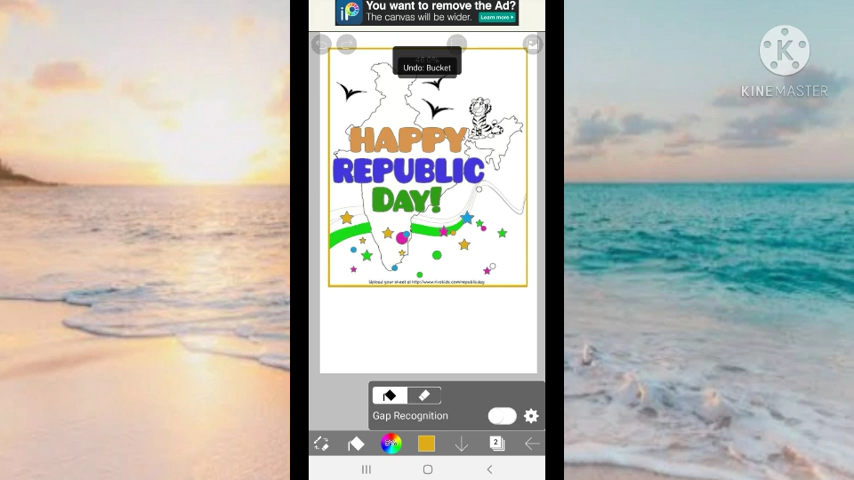 You want to remove the Ad?
The canvas will be wider.
Learn more
Undo: Bucket
KINEMASTER
HAPPY
REPUBLIC
DAY!
Gap Recognition
2